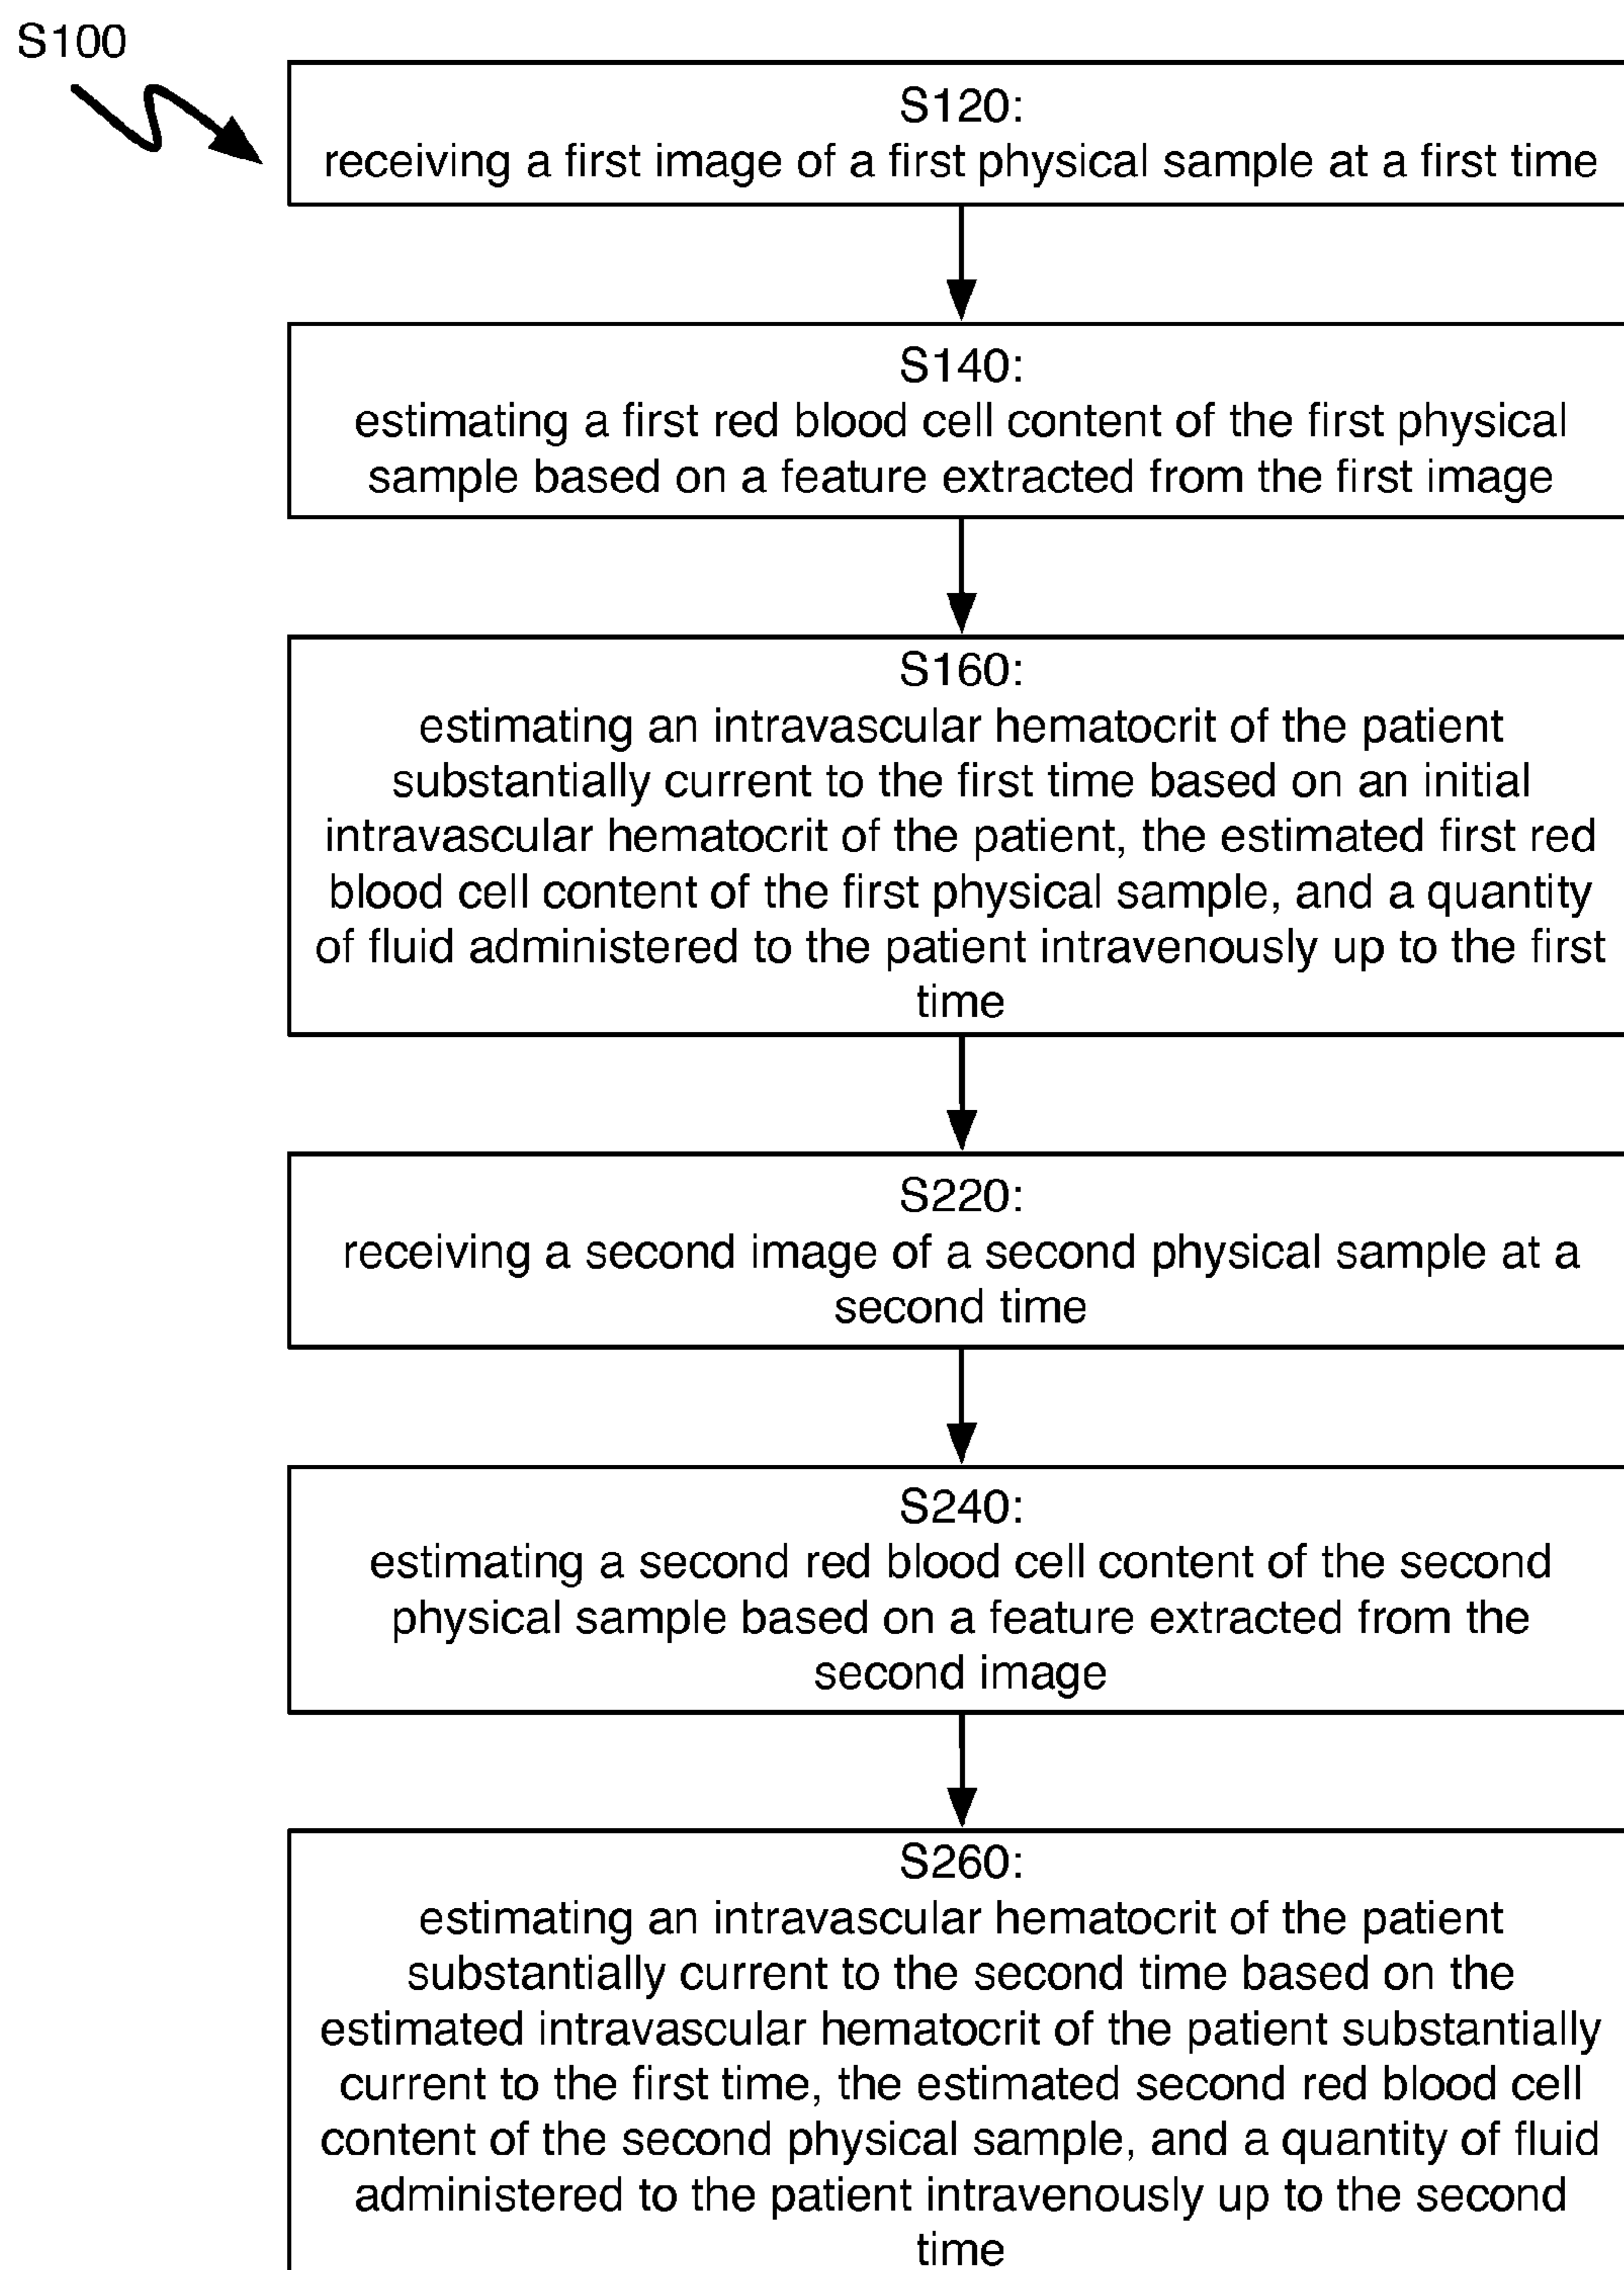 S100
S120:
receiving a first image of a first physical sample at a first time
S140:
estimating a first red blood cell content of the first physical
sample based on a feature extracted from the first image
S160:
estimating an intravascular hematocrit of the patient
substantially current to the first time based on an initial
intravascular hematocrit of the patient, the estimated first red
blood cell content of the first physical sample, and a quantity
of fluid administered to the patient intravenously up to the first
time
S220:
receiving a second image of a second physical sample at a
second time
S240:
estimating a second red blood cell content of the second
physical sample based on a feature extracted from the
second image
S260:
estimating an intravascular hematocrit of the patient
substantially current to the second time based on the
estimated intravascular hematocrit of the patient substantially
current to the first time, the estimated second red blood cell
content of the second physical sample, and a quantity of fluid
administered to the patient intravenously up to the second
time